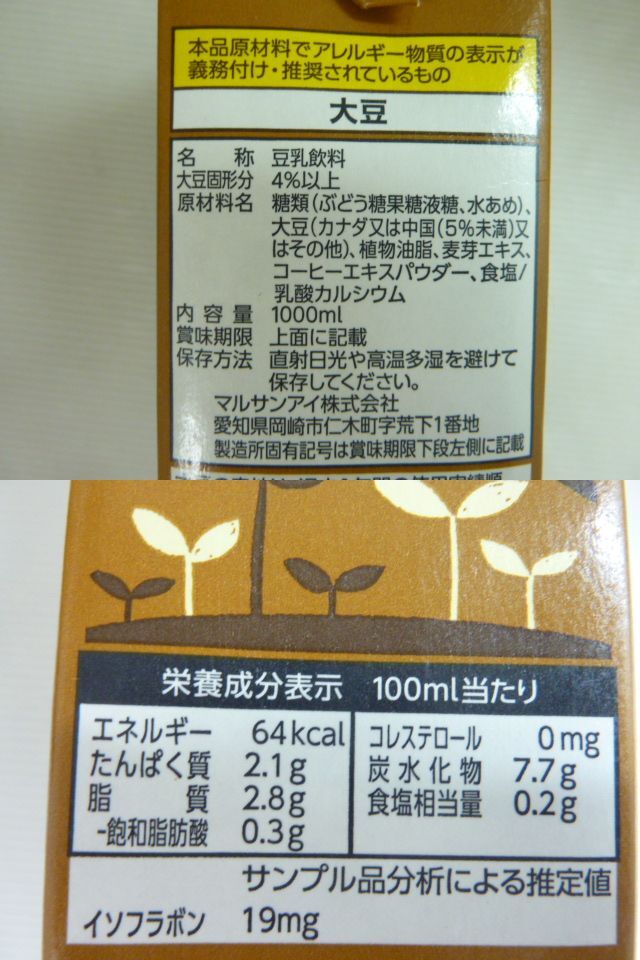 本品原材料でアレルギー物質の表示が
義務付け・推奨されているもの
大豆
名 称 豆乳飲料
大豆固形分 4%以上
原材料名 糖類(ぶどう糖果糖液糖、水あめ)、
大豆(カナダ又は中国(5%未満)又
はその他)、植物油脂、麦芽エキス、
コーヒーエキスパウダー、食塩/
乳酸カルシウム
内容量 1000ml
賞味期限 上面に記載
保存方法 直射日光や高温多湿を避けて
保存してください。
マルサンアイ株式会社
愛知県岡崎市仁木町字荒下1番地
製造所固有記号は賞味期限下段左側に記載
栄養成分表示 100ml当たり
エネルギー 64kcal
たんぱく質 2.1g
脂 質 2.8g
-飽和脂肪酸 0.3g
コレステロール 0mg
炭水化物 7.7g
食塩相当量 0.2g
サンプル品分析による推定値
イソフラボン 19mg